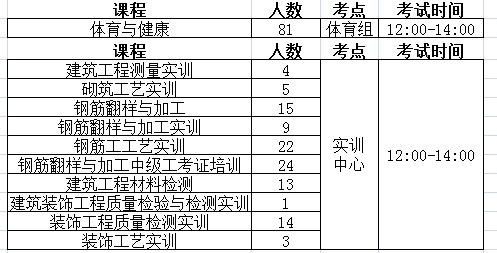 课程 人数 考点 考试时间
体育与健康 81 体育组 12:00-14:00
课程 人数 考点 考试时间
建筑工程测量实训 4
砌筑工艺实训 5
钢筋翻样与加工 15
钢筋翻样与加工实训 9
钢筋工工艺实训 22
钢筋翻样与加工中级工考证培训 24
建筑工程材料检测 13
建筑装饰工程质量检验与检测实训 1
装饰工程质量检测实训 14
装饰工艺实训 3
实训
中心
12:00-14:00